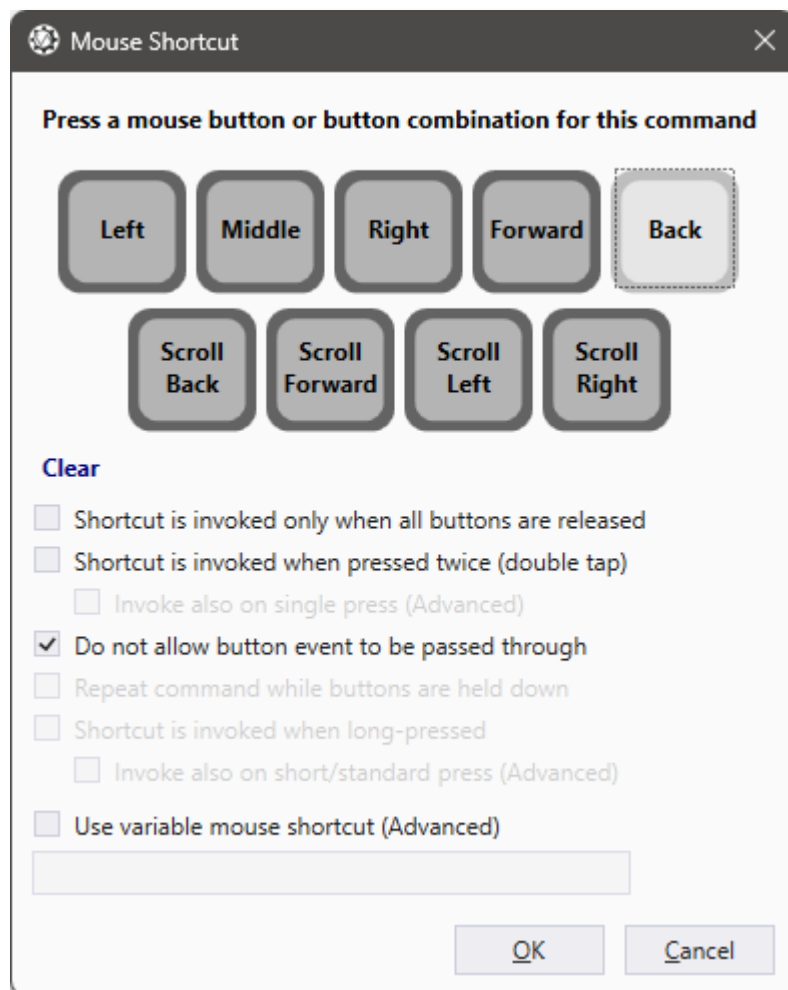 Mouse Shortcut
Press a mouse button or button combination for this command
Left Middle Right Forward Back
Scroll Back Scroll Forward Scroll Left Scroll Right
Clear
Shortcut is invoked only when all buttons are released
Shortcut is invoked when pressed twice (double tap)
Invoke also on single press (Advanced)
Do not allow button event to be passed through
Repeat command while buttons are held down
Shortcut is invoked when long-pressed
Invoke also on short/standard press (Advanced)
Use variable mouse shortcut (Advanced)
OK Cancel